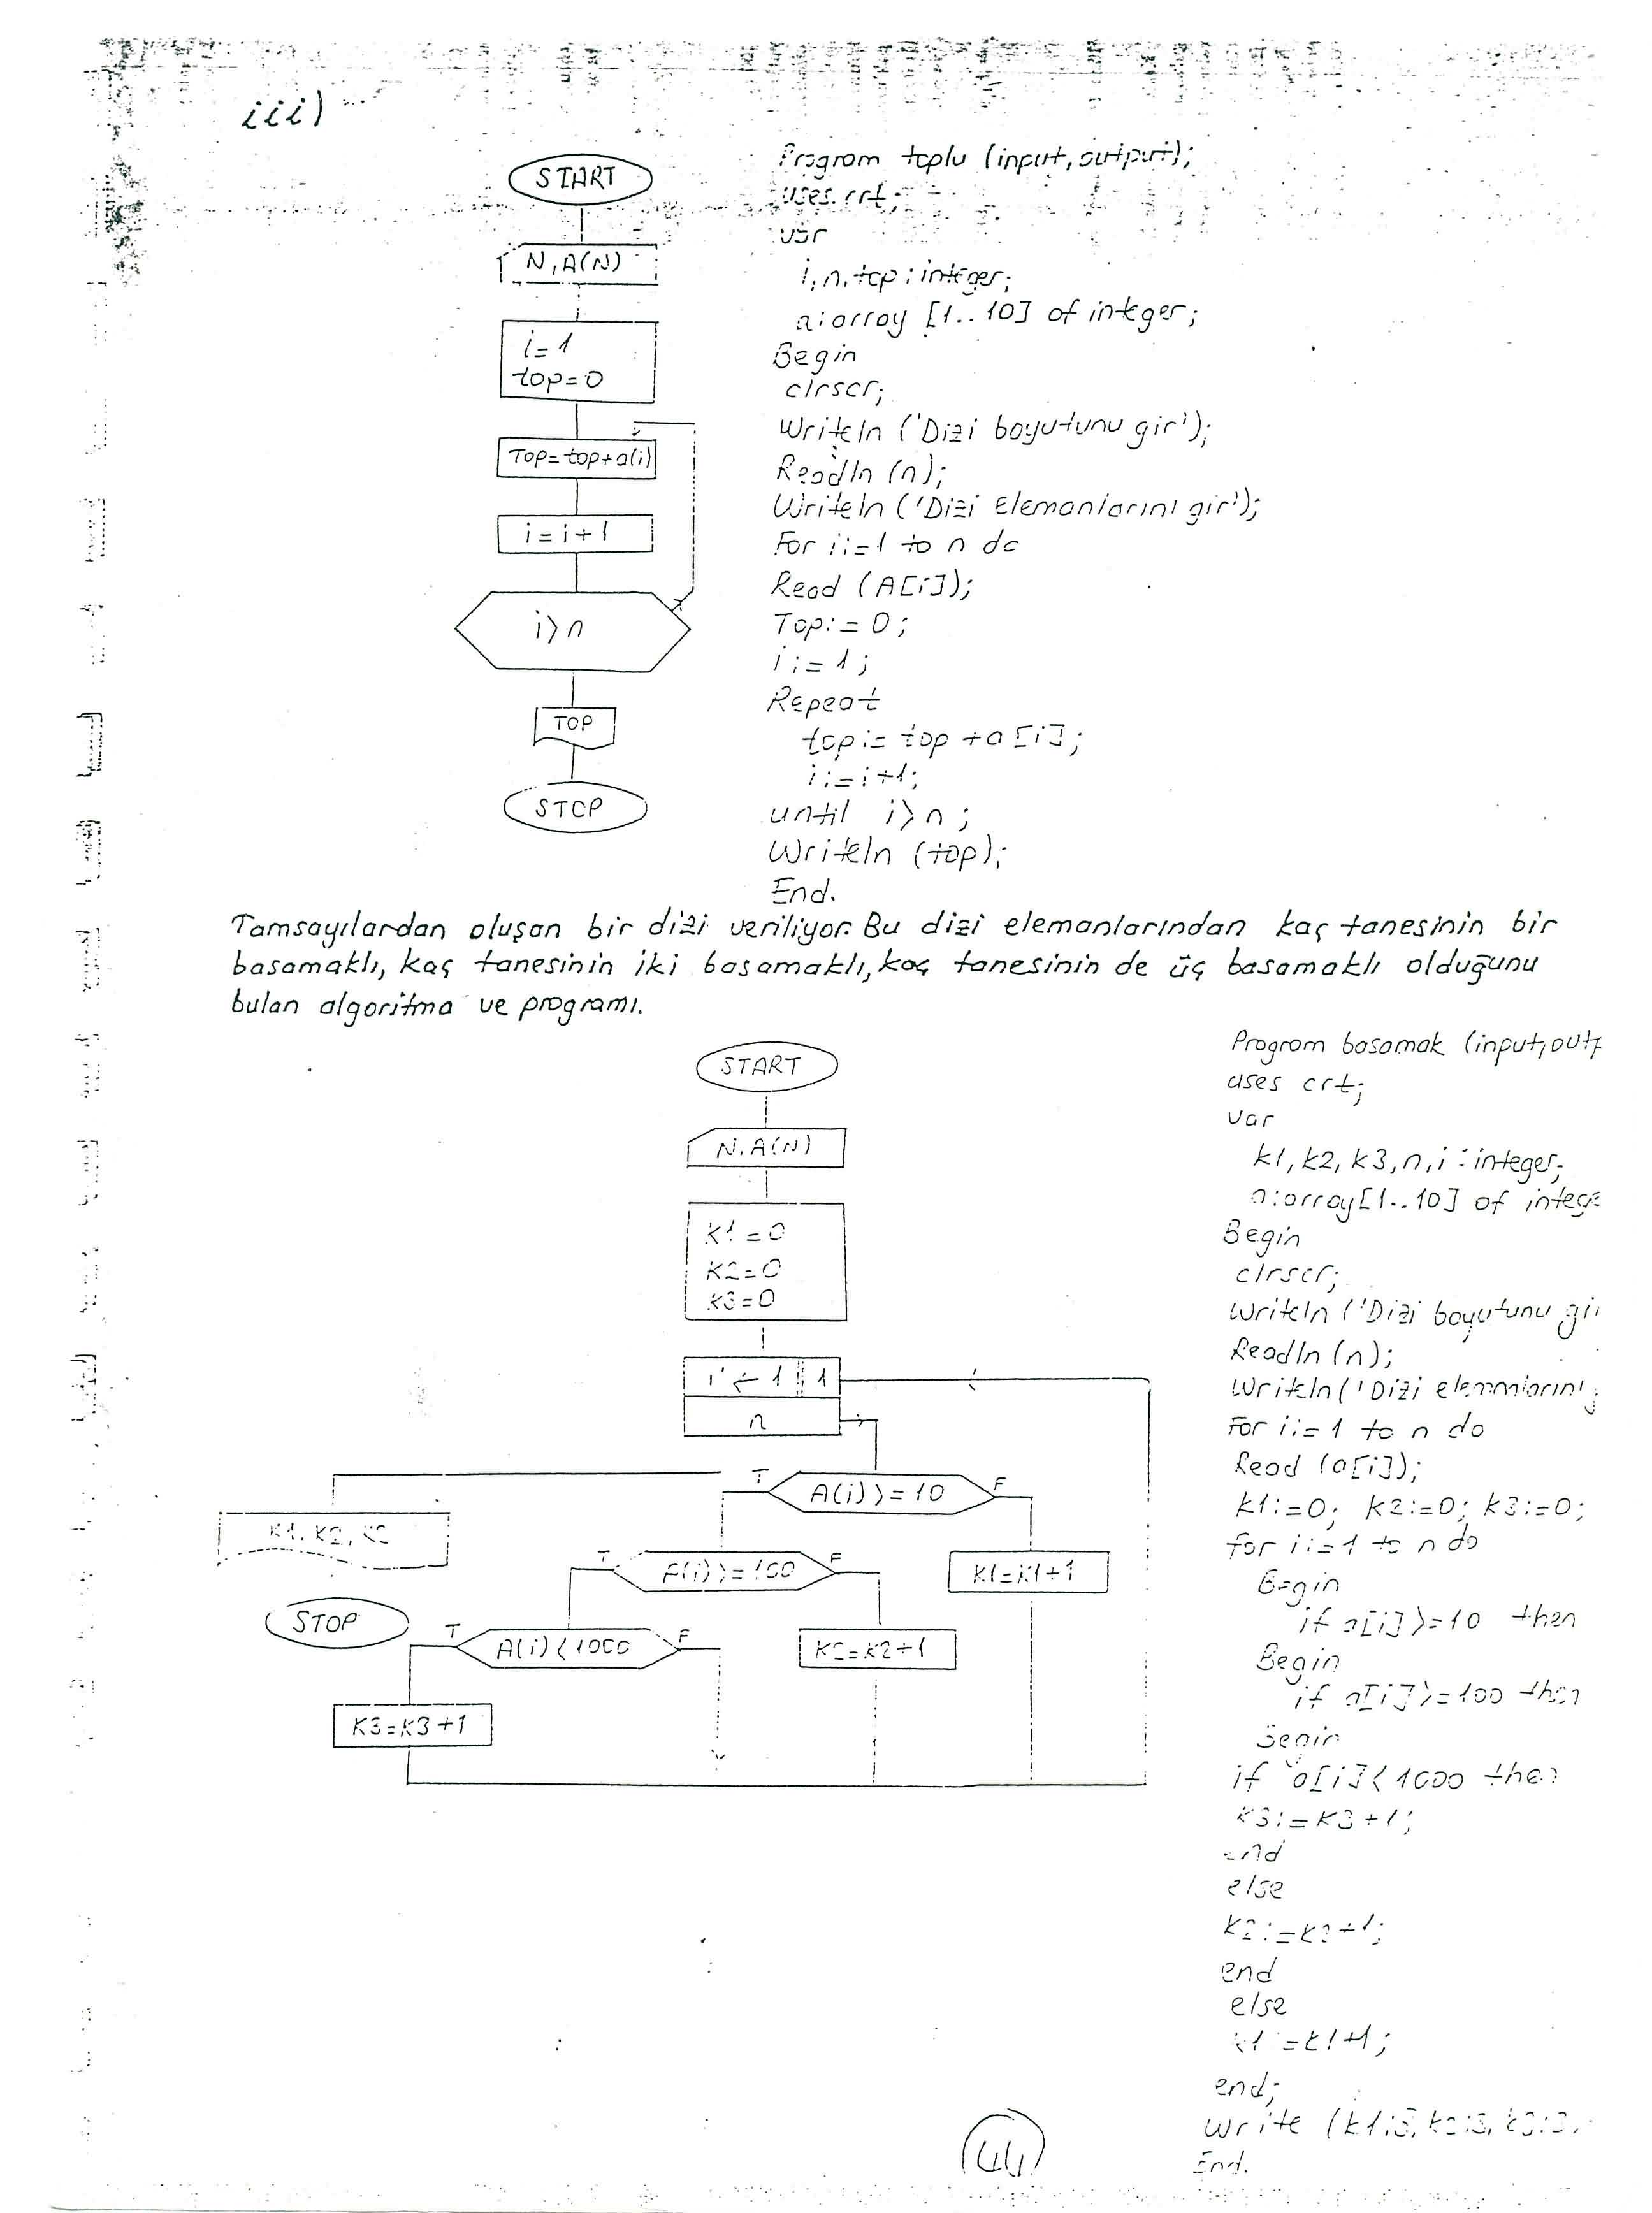 iii)
START
N, A(N)
i=1
top=0
Top=top+a(i)
i=i+1
i>n
TOP
STOP
Program toplu (input, output);
uses crt;
var
i, n, top : integer;
a: array [1..10] of integer;
Begin
clrscr;
Writeln ('Dizi boyutunu gir');
Readln (n);
Writeln ('Dizi elemanlarını gir');
For i:=1 to n do
Read (A[i]);
Top:=0;
i:=1;
Repeat
top:= top +a[i];
i:=i+1;
until i>n;
Writeln (top);
End.
Tamsayılardan oluşan bir dizi veriliyor. Bu dizi elemanlarından kaç tanesinin bir
basamaklı, kaç tanesinin iki basamaklı, kaç tanesinin de üç basamaklı olduğunu
bulan algoritma ve programı.
START
N, A(N)
K1=0
K2=0
K3=0
i ← 1 1
n
T A(i)>=10 F
K1, K2, K3
T A(i)>=100 F
K1=K1+1
STOP
T A(i)<1000 F
K2=K2+1
K3=K3+1
Program basamak (input, outp
uses crt;
var
k1, k2, k3, n, i : integer;
a: array[1..10] of intege
Begin
clrscr;
Writeln ('Dizi boyutunu gi
Readln (n);
Writeln ('Dizi elemanlarını
For i:=1 to n do
Read (a[i]);
k1:=0; k2:=0; k3:=0;
for i:=1 to n do
Begin
if a[i]>=10 then
Begin
if a[i]>=100 then
Begin
if a[i]<1000 then
k3:=k3+1;
end
else
k2:=k2+1;
end
else
k1:=k1+1;
end;
Write (k1:3, k2:3, k3:3,
End.
44